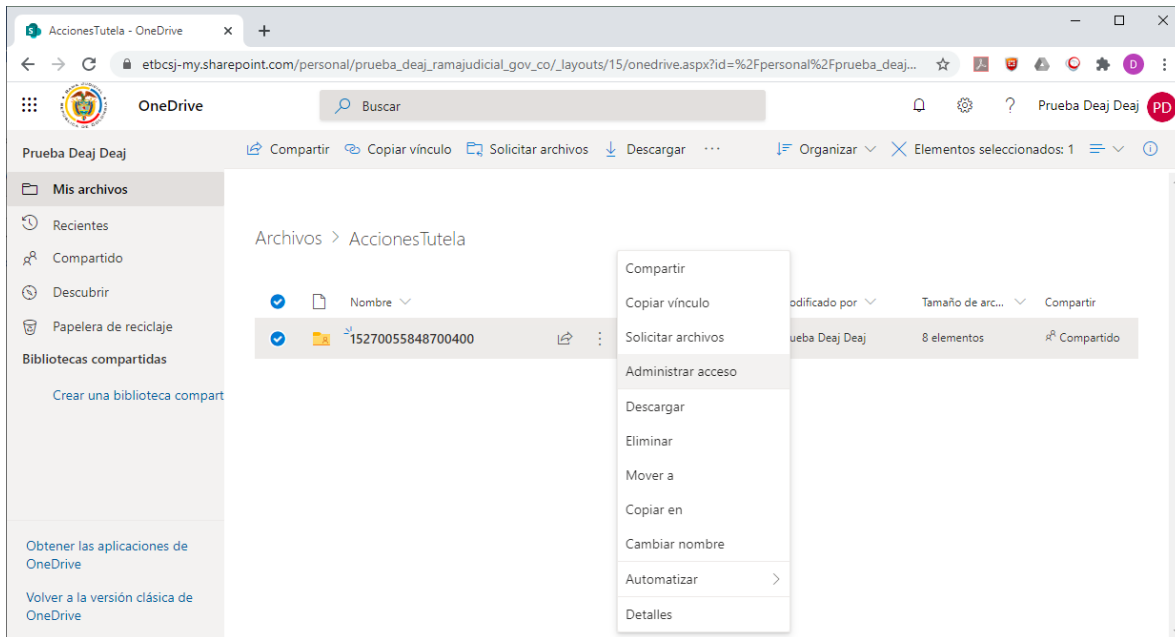 AccionesTutela - OneDrive
etbcsj-my.sharepoint.com/personal/prueba_deaj_ramajudicial_gov_co/_layouts/15/onedrive.aspx?id=%2Fpersonal%2Fprueba_deaj...
D
OneDrive
Buscar
Prueba Deaj Deaj
PD
Prueba Deaj Deaj
Compartir
Copiar vínculo
Solicitar archivos
Descargar
Organizar
Elementos seleccionados: 1
Mis archivos
Recientes
Compartido
Descubrir
Papelera de reciclaje
Bibliotecas compartidas
Crear una biblioteca compart
Obtener las aplicaciones de
OneDrive
Volver a la versión clásica de
OneDrive
Archivos > AccionesTutela
Nombre
odificado por
Tamaño de arc...
Compartir
15270055848700400
ueba Deaj Deaj
8 elementos
Compartido
Compartir
Copiar vínculo
Solicitar archivos
Administrar acceso
Descargar
Eliminar
Mover a
Copiar en
Cambiar nombre
Automatizar
Detalles